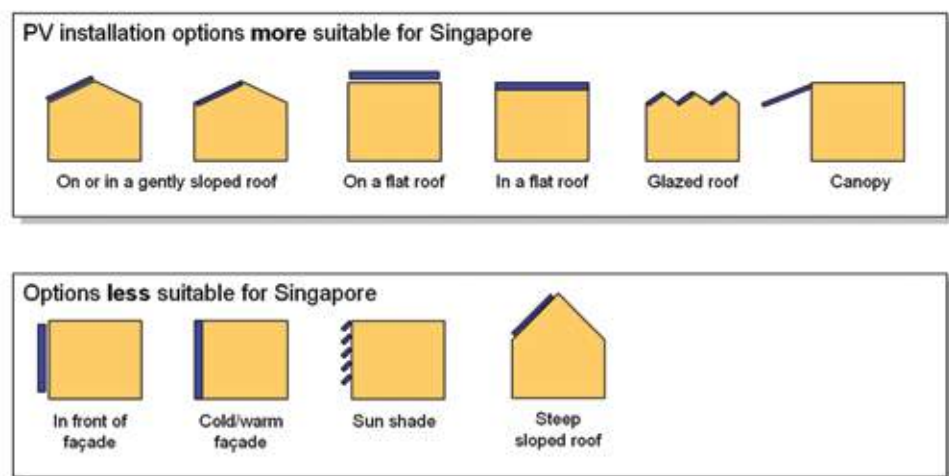 PV installation options more suitable for Singapore
On or in a gently sloped roof
On a flat roof
In a flat roof
Glazed roof
Canopy
Options less suitable for Singapore
In front of
façade
Cold/warm
façade
Sun shade
Steep
sloped roof